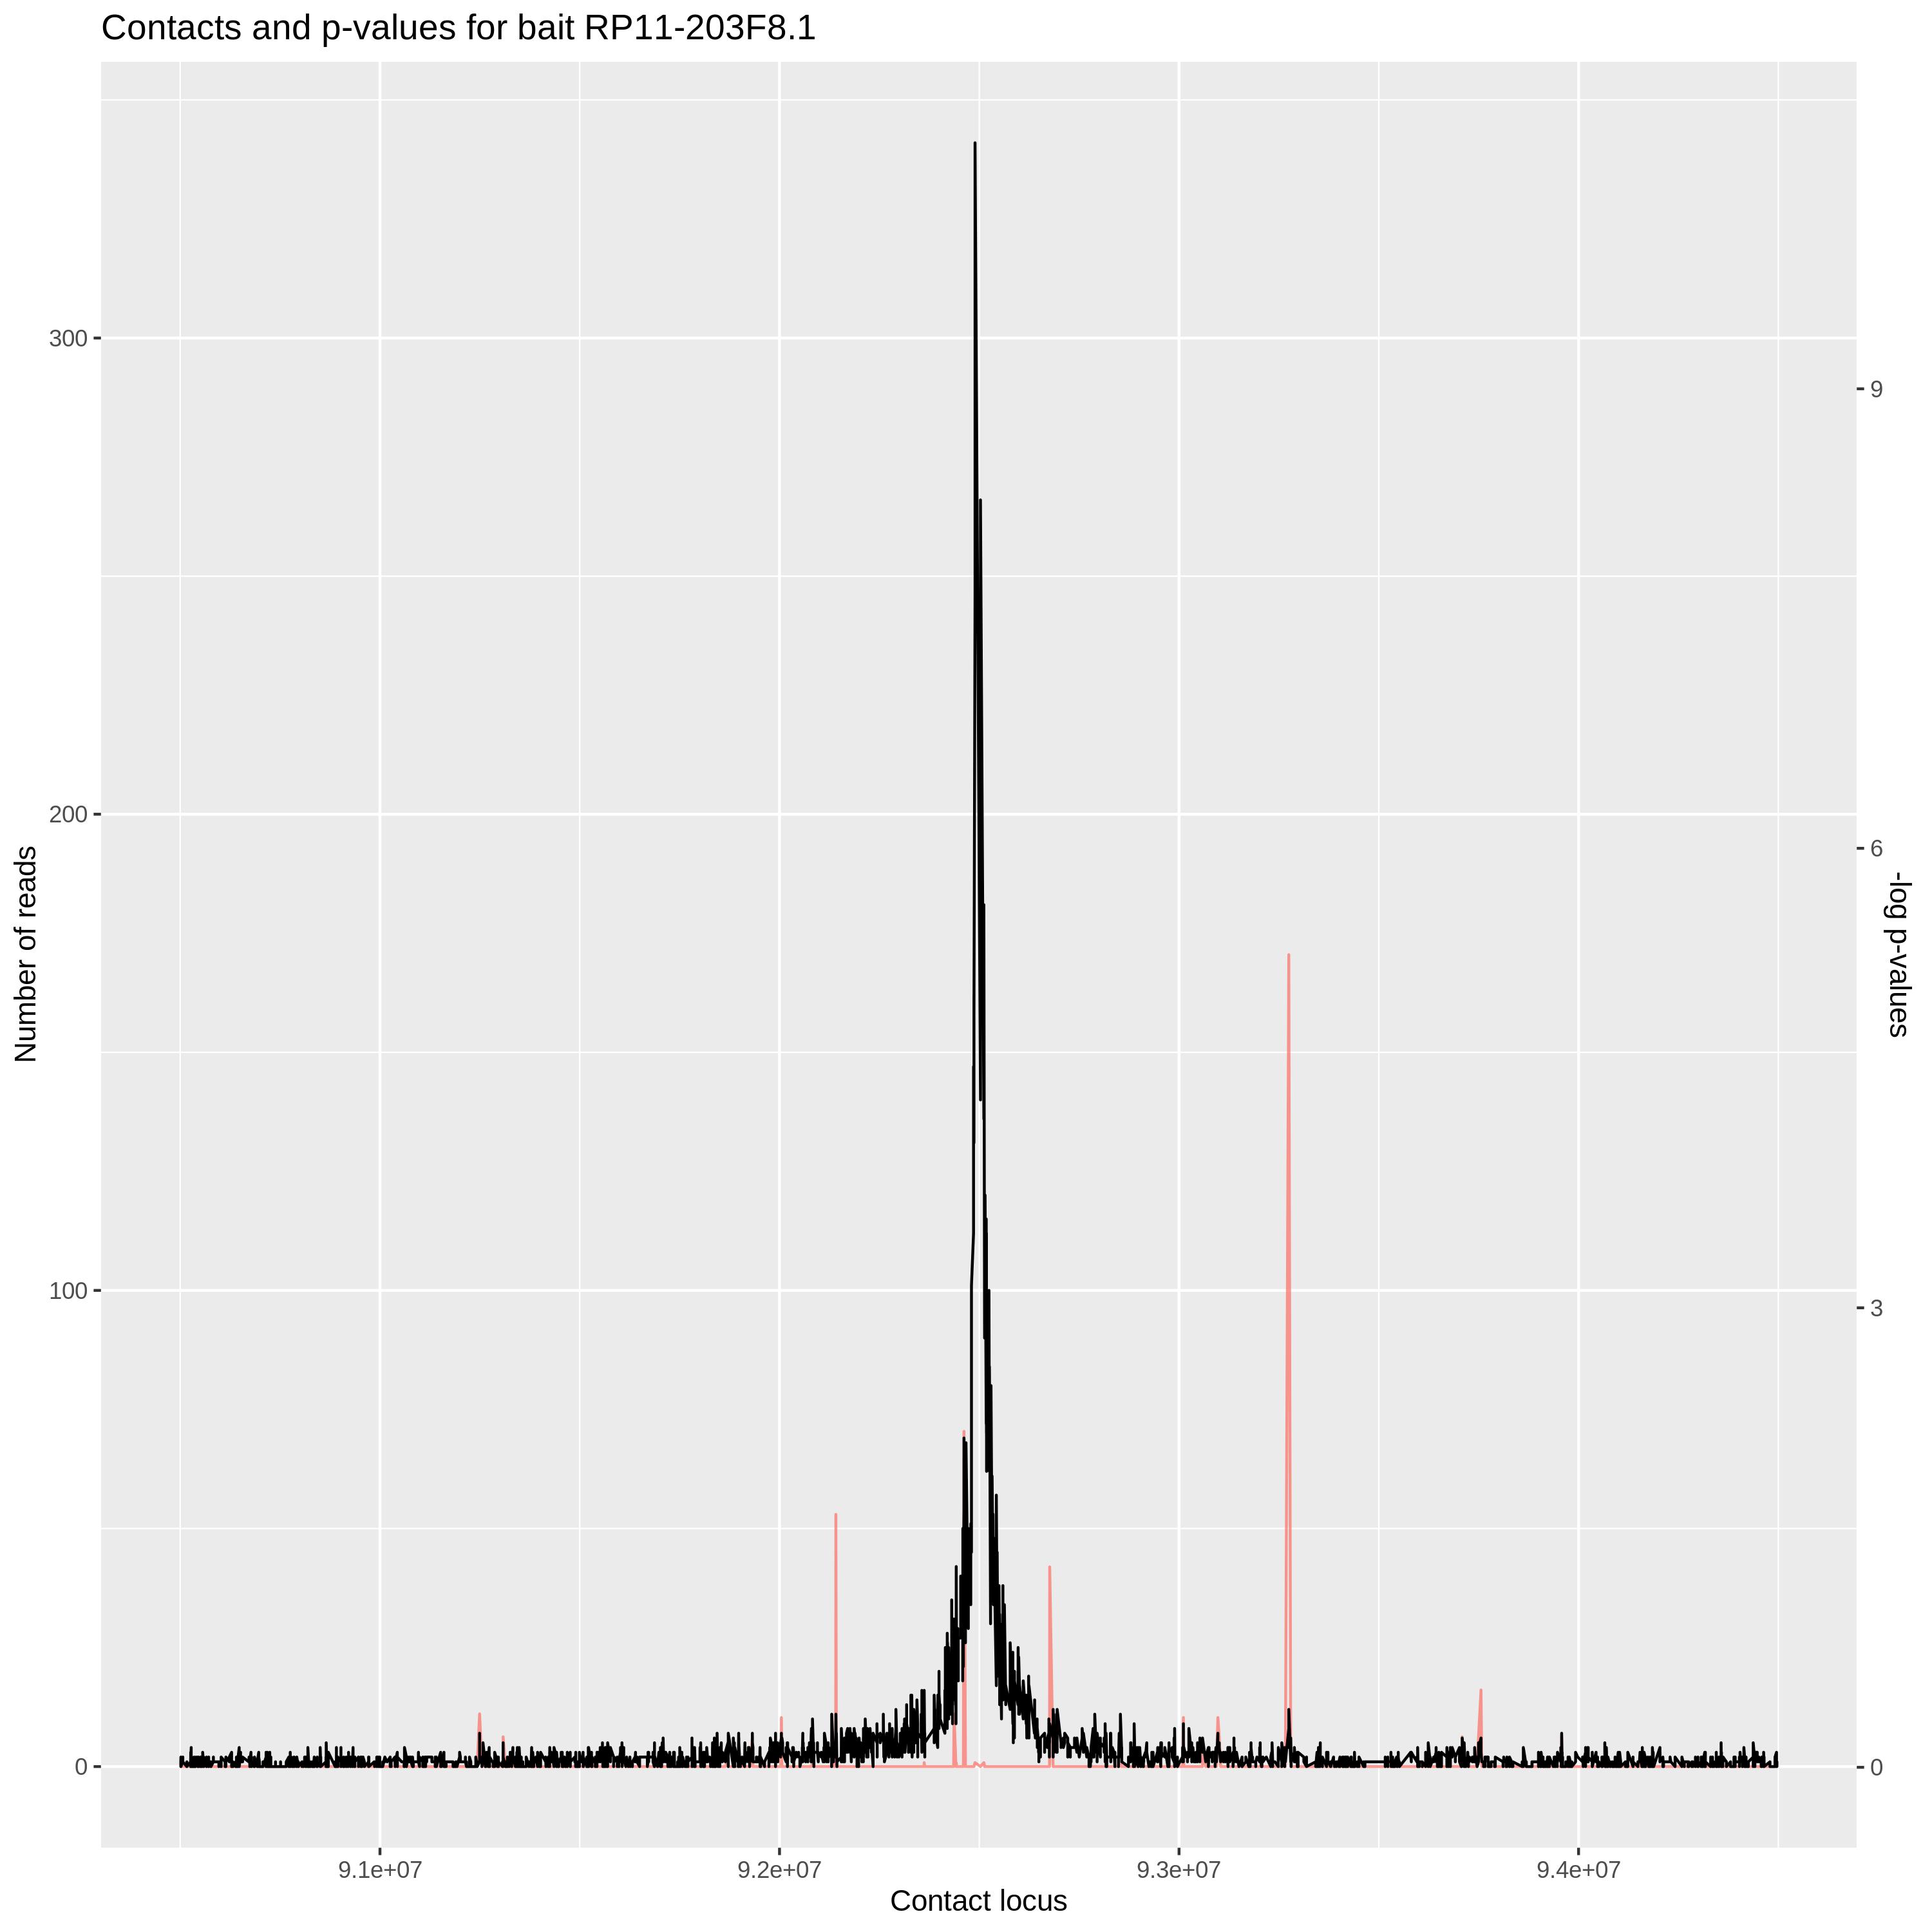 Contacts and p-values for bait RP11-203F8.1
Number of reads
300
200
100
0
9
6
3
0
-log p-values
9.1e+07
9.2e+07
9.3e+07
9.4e+07
Contact locus